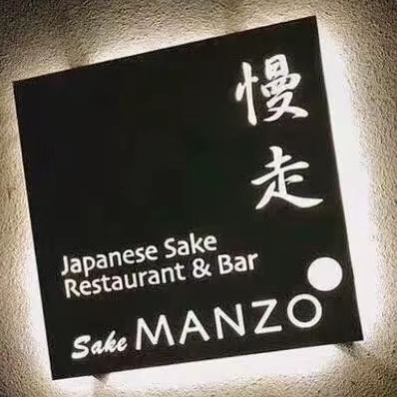 慢
走
Japanese Sake
Restaurant & Bar
Sake MANZO